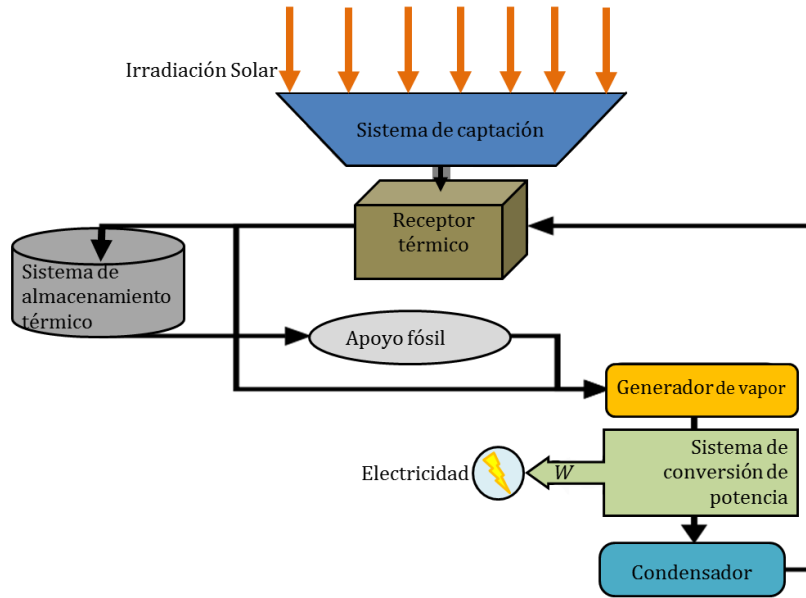 Irradiación Solar
Sistema de captación
Receptor
térmico
Sistema de
almacenamiento
térmico
Apoyo fósil
Generador de vapor
Sistema de
conversión de
potencia
Electricidad
W
Condensador